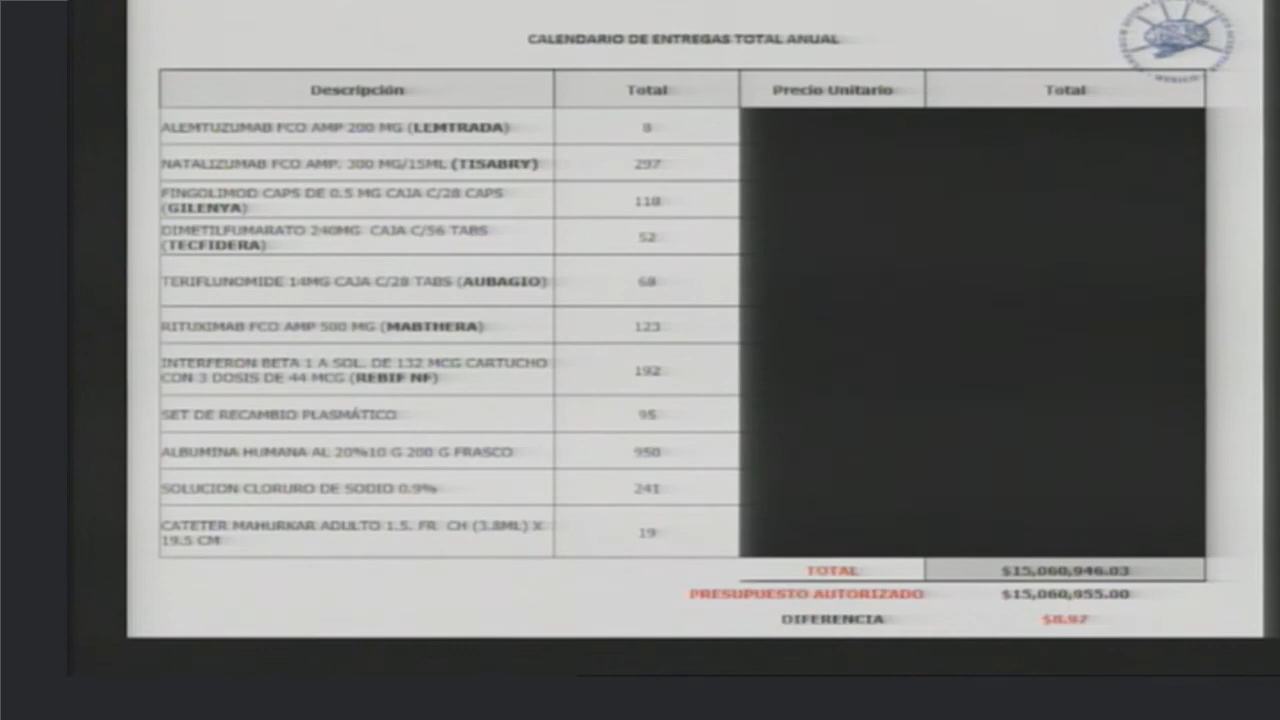 CALENDARIO DE ENTREGAS TOTAL ANUAL
Descripción Total Precio Unitario Total
ALEMTUZUMAB FCO AMP 200 MG (LEMTRADA) 8
NATALIZUMAB FCO AMP. 300 MG/15ML (TISABRY) 297
FINGOLIMOD CAPS DE 0.5 MG CAJA C/28 CAPS
(GILENYA) 118
DIMETILFUMARATO 240MG CAJA C/56 TABS
(TECFIDERA) 52
TERIFLUNOMIDE 14MG CAJA C/28 TABS (AUBAGIO) 68
RITUXIMAB FCO AMP 500 MG (MABTHERA) 123
INTERFERON BETA 1 A SOL. DE 132 MCG CARTUCHO
CON 3 DOSIS DE 44 MCG (REBIF NF) 192
SET DE RECAMBIO PLASMÁTICO 95
ALBUMINA HUMANA AL 20%10 G 200 G FRASCO 950
SOLUCION CLORURO DE SODIO 0.9% 241
CATETER MAHURKAR ADULTO 1.5. FR CH (3.8ML) X
19.5 CM 19
TOTAL $15,060,946.03
PRESUPUESTO AUTORIZADO $15,060,955.00
DIFERENCIA $8.97